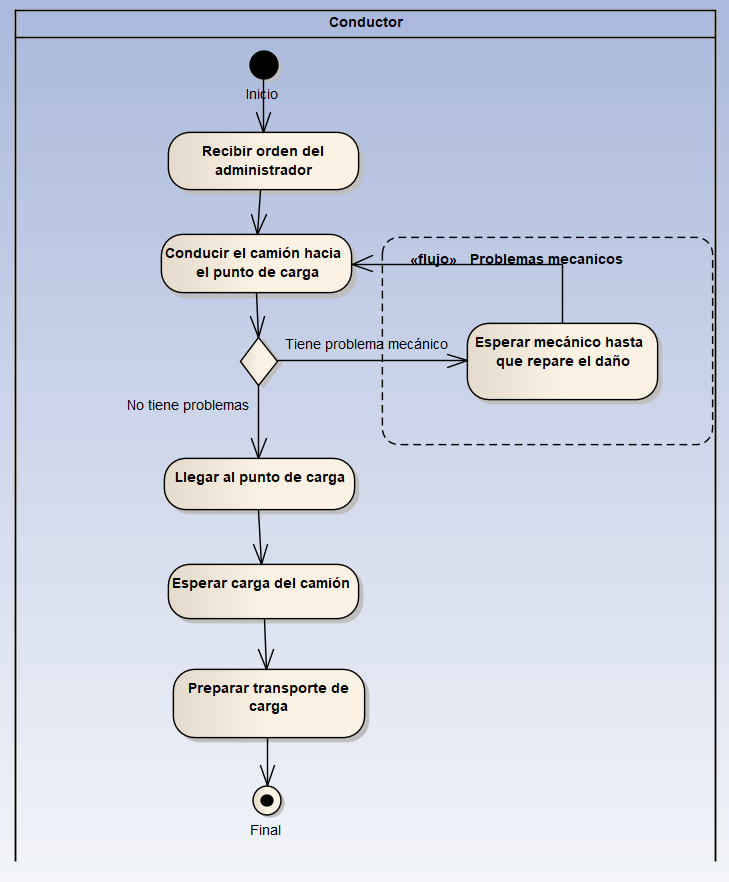 Conductor
Inicio
Recibir orden del
administrador
Conducir el camión hacia
el punto de carga
«flujo» Problemas mecanicos
Tiene problema mecánico
Esperar mecánico hasta
que repare el daño
No tiene problemas
Llegar al punto de carga
Esperar carga del camión
Preparar transporte de
carga
Final